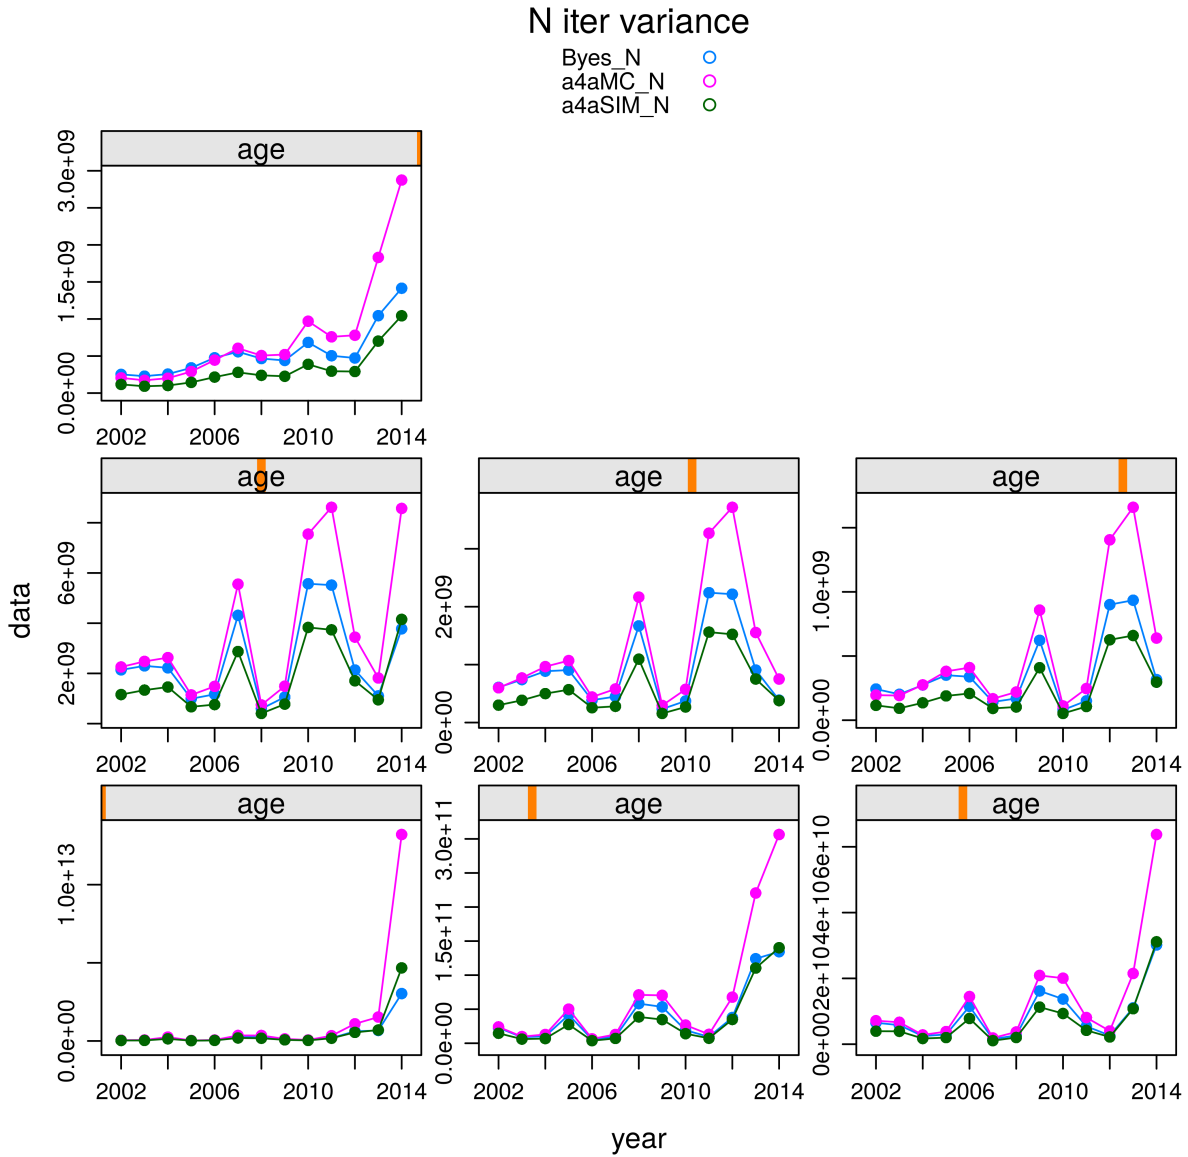 N iter variance
Byes_N
a4aMC_N
a4aSIM_N
age
0.0e+00 1.5e+09 3.0e+09
2002 2006 2010 2014
age age age
2e+09 6e+09
0e+00 2e+09
0.0e+00 1.0e+09
2002 2006 2010 2014 2002 2006 2010 2014 2002 2006 2010 2014
age age age
0.0e+00 1.0e+13
0.0e+00 1.5e+11 3.0e+11
0e+002e+104e+106e+10
2002 2006 2010 2014 2002 2006 2010 2014 2002 2006 2010 2014
data
year